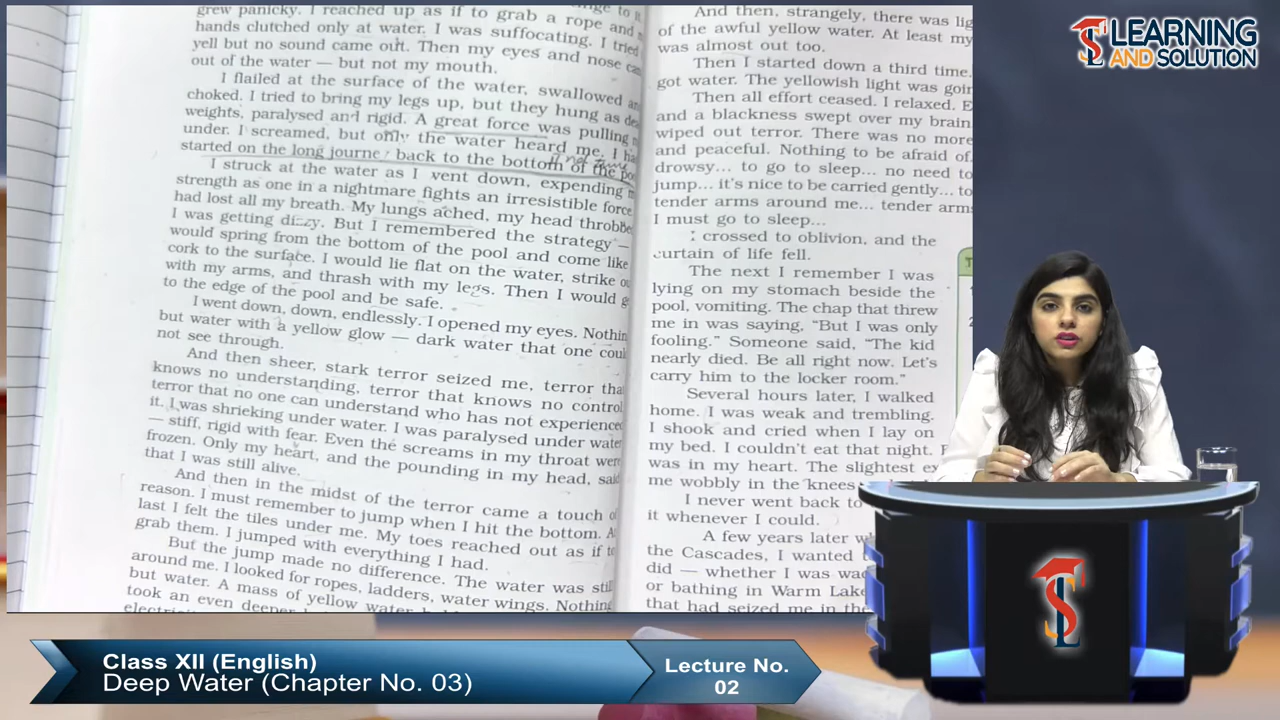 grew panicky. I reached up as if to grab a rope and
hands clutched only at water. I was suffocating. I tried
yell but no sound came out. Then my eyes and nose
out of the water — but not my mouth.
I flailed at the surface of the water, swallowed
choked. I tried to bring my legs up, but they hung as
weights, paralysed and rigid. A great force was pulling
under. I screamed, but only the water heard me. I
started on the long journey back to the bottom of the
I struck at the water as I went down, expending
strength as one in a nightmare fights an irresistible force
had lost all my breath. My lungs ached, my head
I was getting dizzy. But I remembered the strategy —
would spring from the bottom of the pool and come like
cork to the surface. I would lie flat on the water, strike
with my arms, and thrash with my legs. Then I would
to the edge of the pool and be safe.
I went down, down, endlessly. I opened my eyes.
but water with a yellow glow — dark water that one
not see through.
And then sheer, stark terror seized me, terror
knows no understanding, terror that knows no control
terror that no one can understand who has not
it. I was shrieking under water. I was paralysed under
— stiff, rigid with fear. Even the screams in my throat
frozen. Only my heart, and the pounding in my head,
that I was still alive.
And then in the midst of the terror came a touch
reason. I must remember to jump when I hit the bottom.
last I felt the tiles under me. My toes reached out as if to
grab them. I jumped with everything I had.
But the jump made no difference. The water was
around me. I looked for ropes, ladders, water wings.
but water. A mass of yellow water
took an even deeper
And then, strangely, there was
of the awful yellow water. At least my
was almost out too.
Then I started down a third time.
got water. The yellowish light was
Then all effort ceased. I relaxed.
and a blackness swept over my brain
wiped out terror. There was no more
and peaceful. Nothing to be afraid of.
drowsy... to go to sleep... no need to
jump... it's nice to be carried gently... to
tender arms around me... tender
I must go to sleep...
I crossed to oblivion, and the
curtain of life fell.
The next I remember I was
lying on my stomach beside the
pool, vomiting. The chap that threw
me in was saying, “But I was only
fooling.” Someone said, “The kid
nearly died. Be all right now. Let's
carry him to the locker room.”
Several hours later, I walked
home. I was weak and trembling.
I shook and cried when I lay on
my bed. I couldn't eat that night.
was in my heart. The slightest
me wobbly in the knees
I never went back to
it whenever I could.
A few years later
the Cascades, I wanted
did — whether I was
or bathing in Warm
that had seized me in the
LEARNING
AND SOLUTION
Class XII (English)
Deep Water (Chapter No. 03)
Lecture No.
02